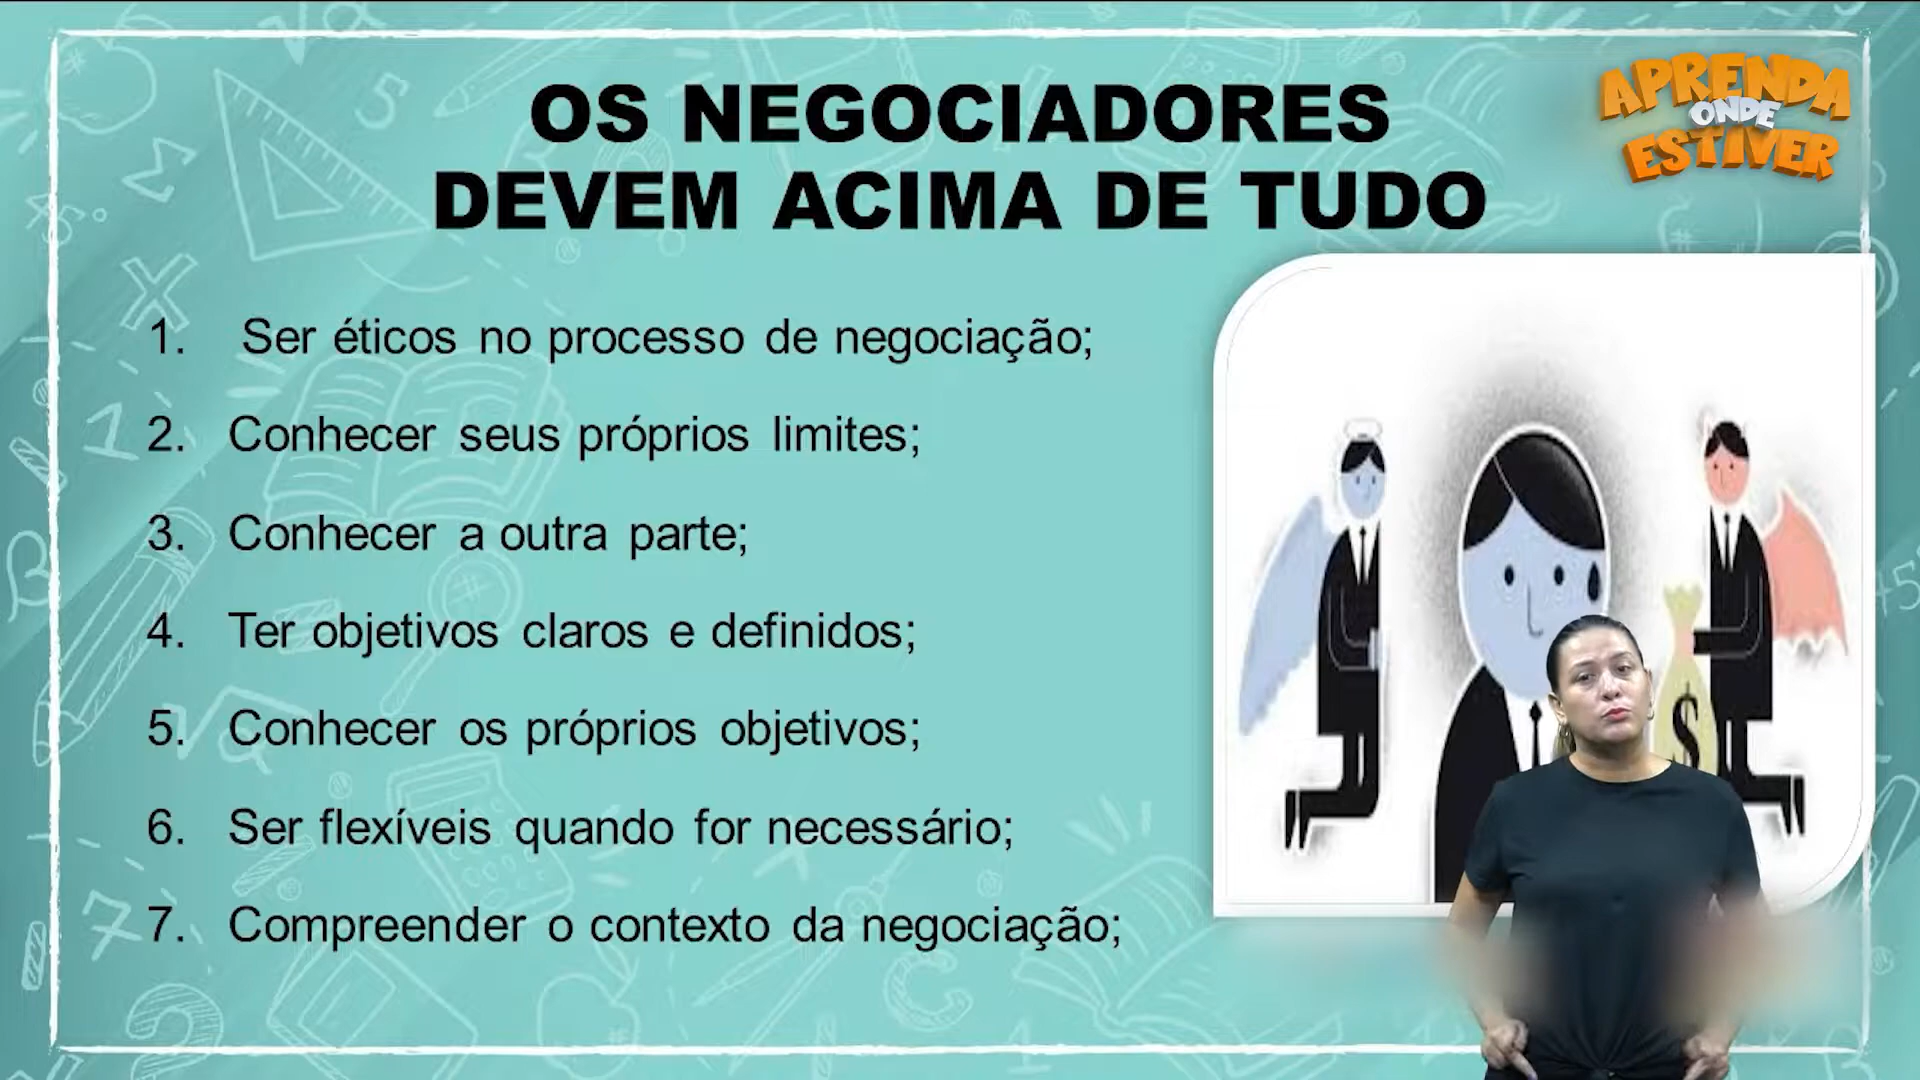 APRENDA
ONDE
ESTIVER
OS NEGOCIADORES
DEVEM ACIMA DE TUDO
1. Ser éticos no processo de negociação;
2. Conhecer seus próprios limites;
3. Conhecer a outra parte;
4. Ter objetivos claros e definidos;
5. Conhecer os próprios objetivos;
6. Ser flexíveis quando for necessário;
7. Compreender o contexto da negociação;
$